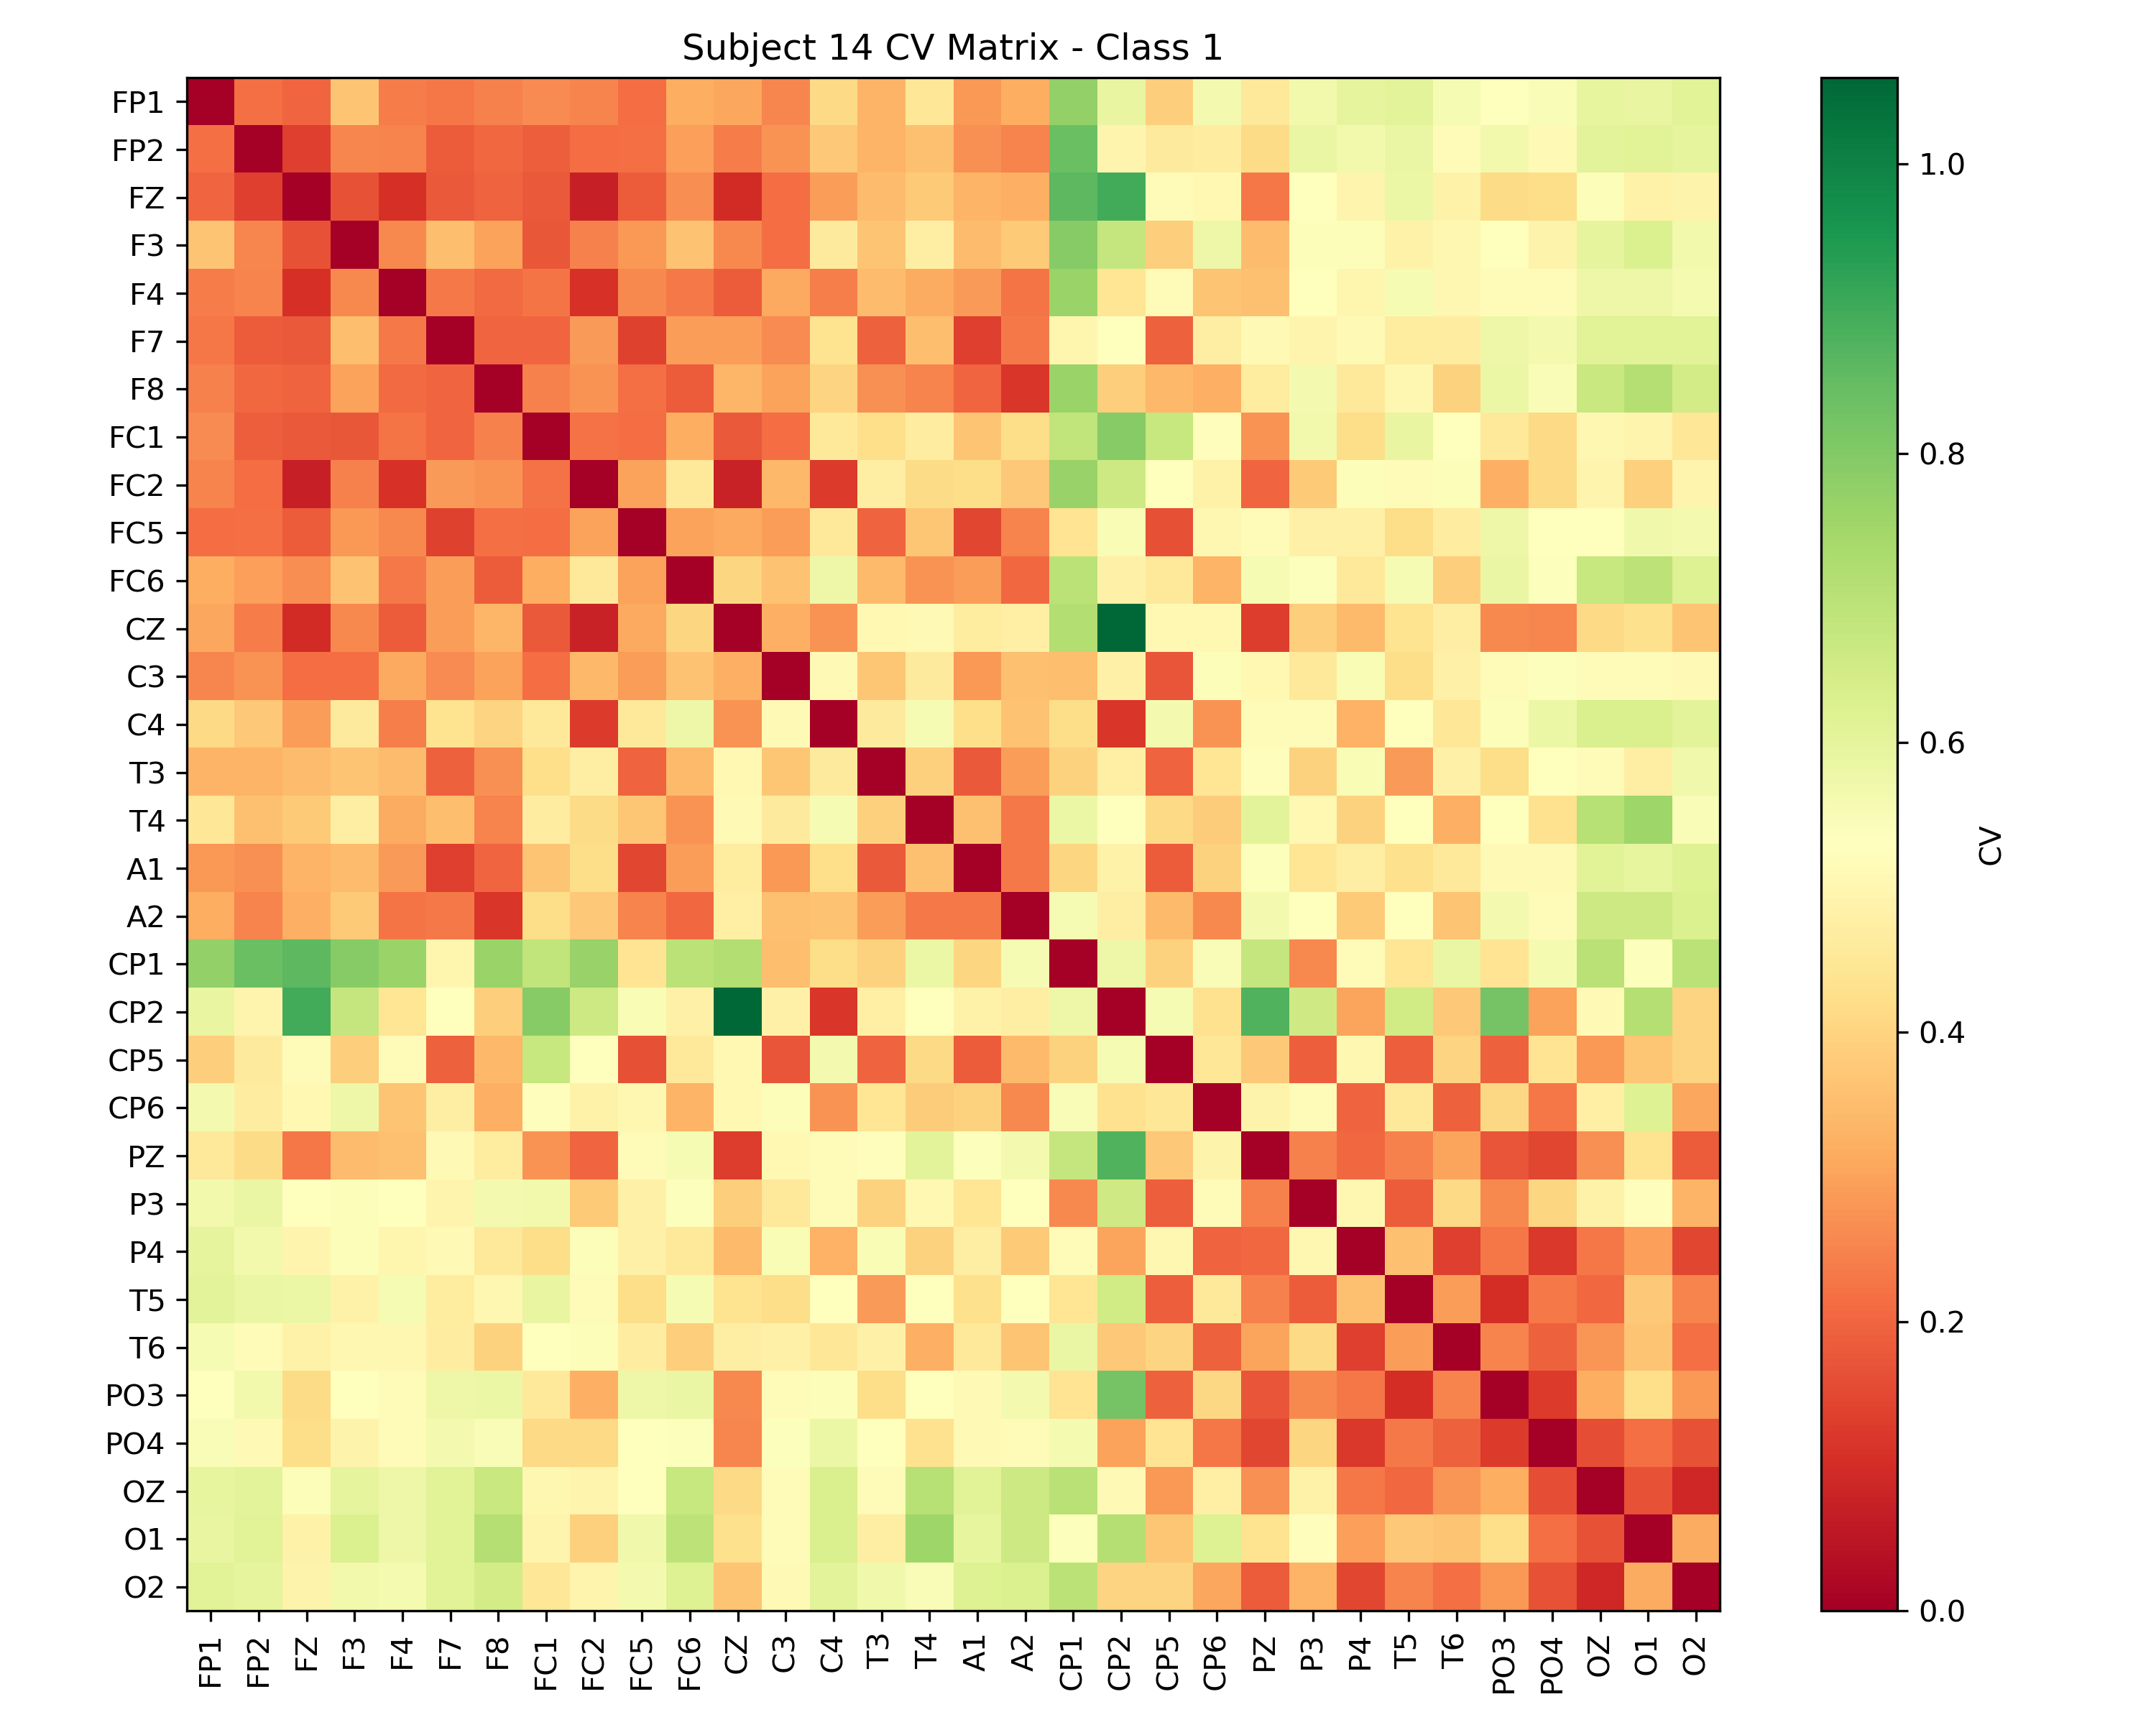 Subject 14 CV Matrix - Class 1
FP1
FP2
FZ
F3
F4
F7
F8
FC1
FC2
FC5
FC6
CZ
C3
C4
T3
T4
A1
A2
CP1
CP2
CP5
CP6
PZ
P3
P4
T5
T6
PO3
PO4
OZ
O1
O2
FP1 FP2 FZ F3 F4 F7 F8 FC1 FC2 FC5 FC6 CZ C3 C4 T3 T4 A1 A2 CP1 CP2 CP5 CP6 PZ P3 P4 T5 T6 PO3 PO4 OZ O1 O2
1.0
0.8
0.6
0.4
0.2
0.0
CV